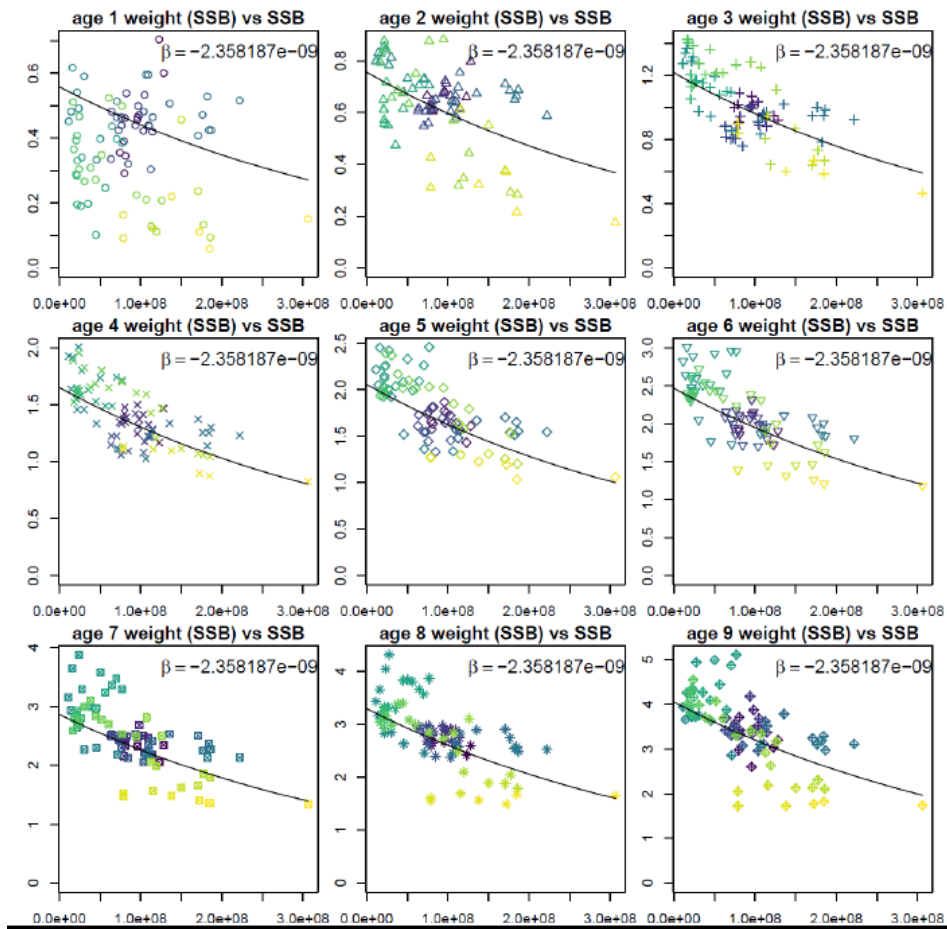 age 1 weight (SSB) vs SSB
β = −2.358187e−09
0.0 0.2 0.4 0.6
0.0e+00 1.0e+08 2.0e+08 3.0e+08
age 2 weight (SSB) vs SSB
β = −2.358187e−09
0.0 0.2 0.4 0.6 0.8
0.0e+00 1.0e+08 2.0e+08 3.0e+08
age 3 weight (SSB) vs SSB
β = −2.358187e−09
0.0 0.4 0.8 1.2
0.0e+00 1.0e+08 2.0e+08 3.0e+08
age 4 weight (SSB) vs SSB
β = −2.358187e−09
0.0 0.5 1.0 1.5 2.0
0.0e+00 1.0e+08 2.0e+08 3.0e+08
age 5 weight (SSB) vs SSB
β = −2.358187e−09
0.0 0.5 1.0 1.5 2.0 2.5
0.0e+00 1.0e+08 2.0e+08 3.0e+08
age 6 weight (SSB) vs SSB
β = −2.358187e−09
0.0 0.5 1.0 1.5 2.0 2.5 3.0
0.0e+00 1.0e+08 2.0e+08 3.0e+08
age 7 weight (SSB) vs SSB
β = −2.358187e−09
0 1 2 3 4
0.0e+00 1.0e+08 2.0e+08 3.0e+08
age 8 weight (SSB) vs SSB
β = −2.358187e−09
0 1 2 3 4
0.0e+00 1.0e+08 2.0e+08 3.0e+08
age 9 weight (SSB) vs SSB
β = −2.358187e−09
0 1 2 3 4 5
0.0e+00 1.0e+08 2.0e+08 3.0e+08